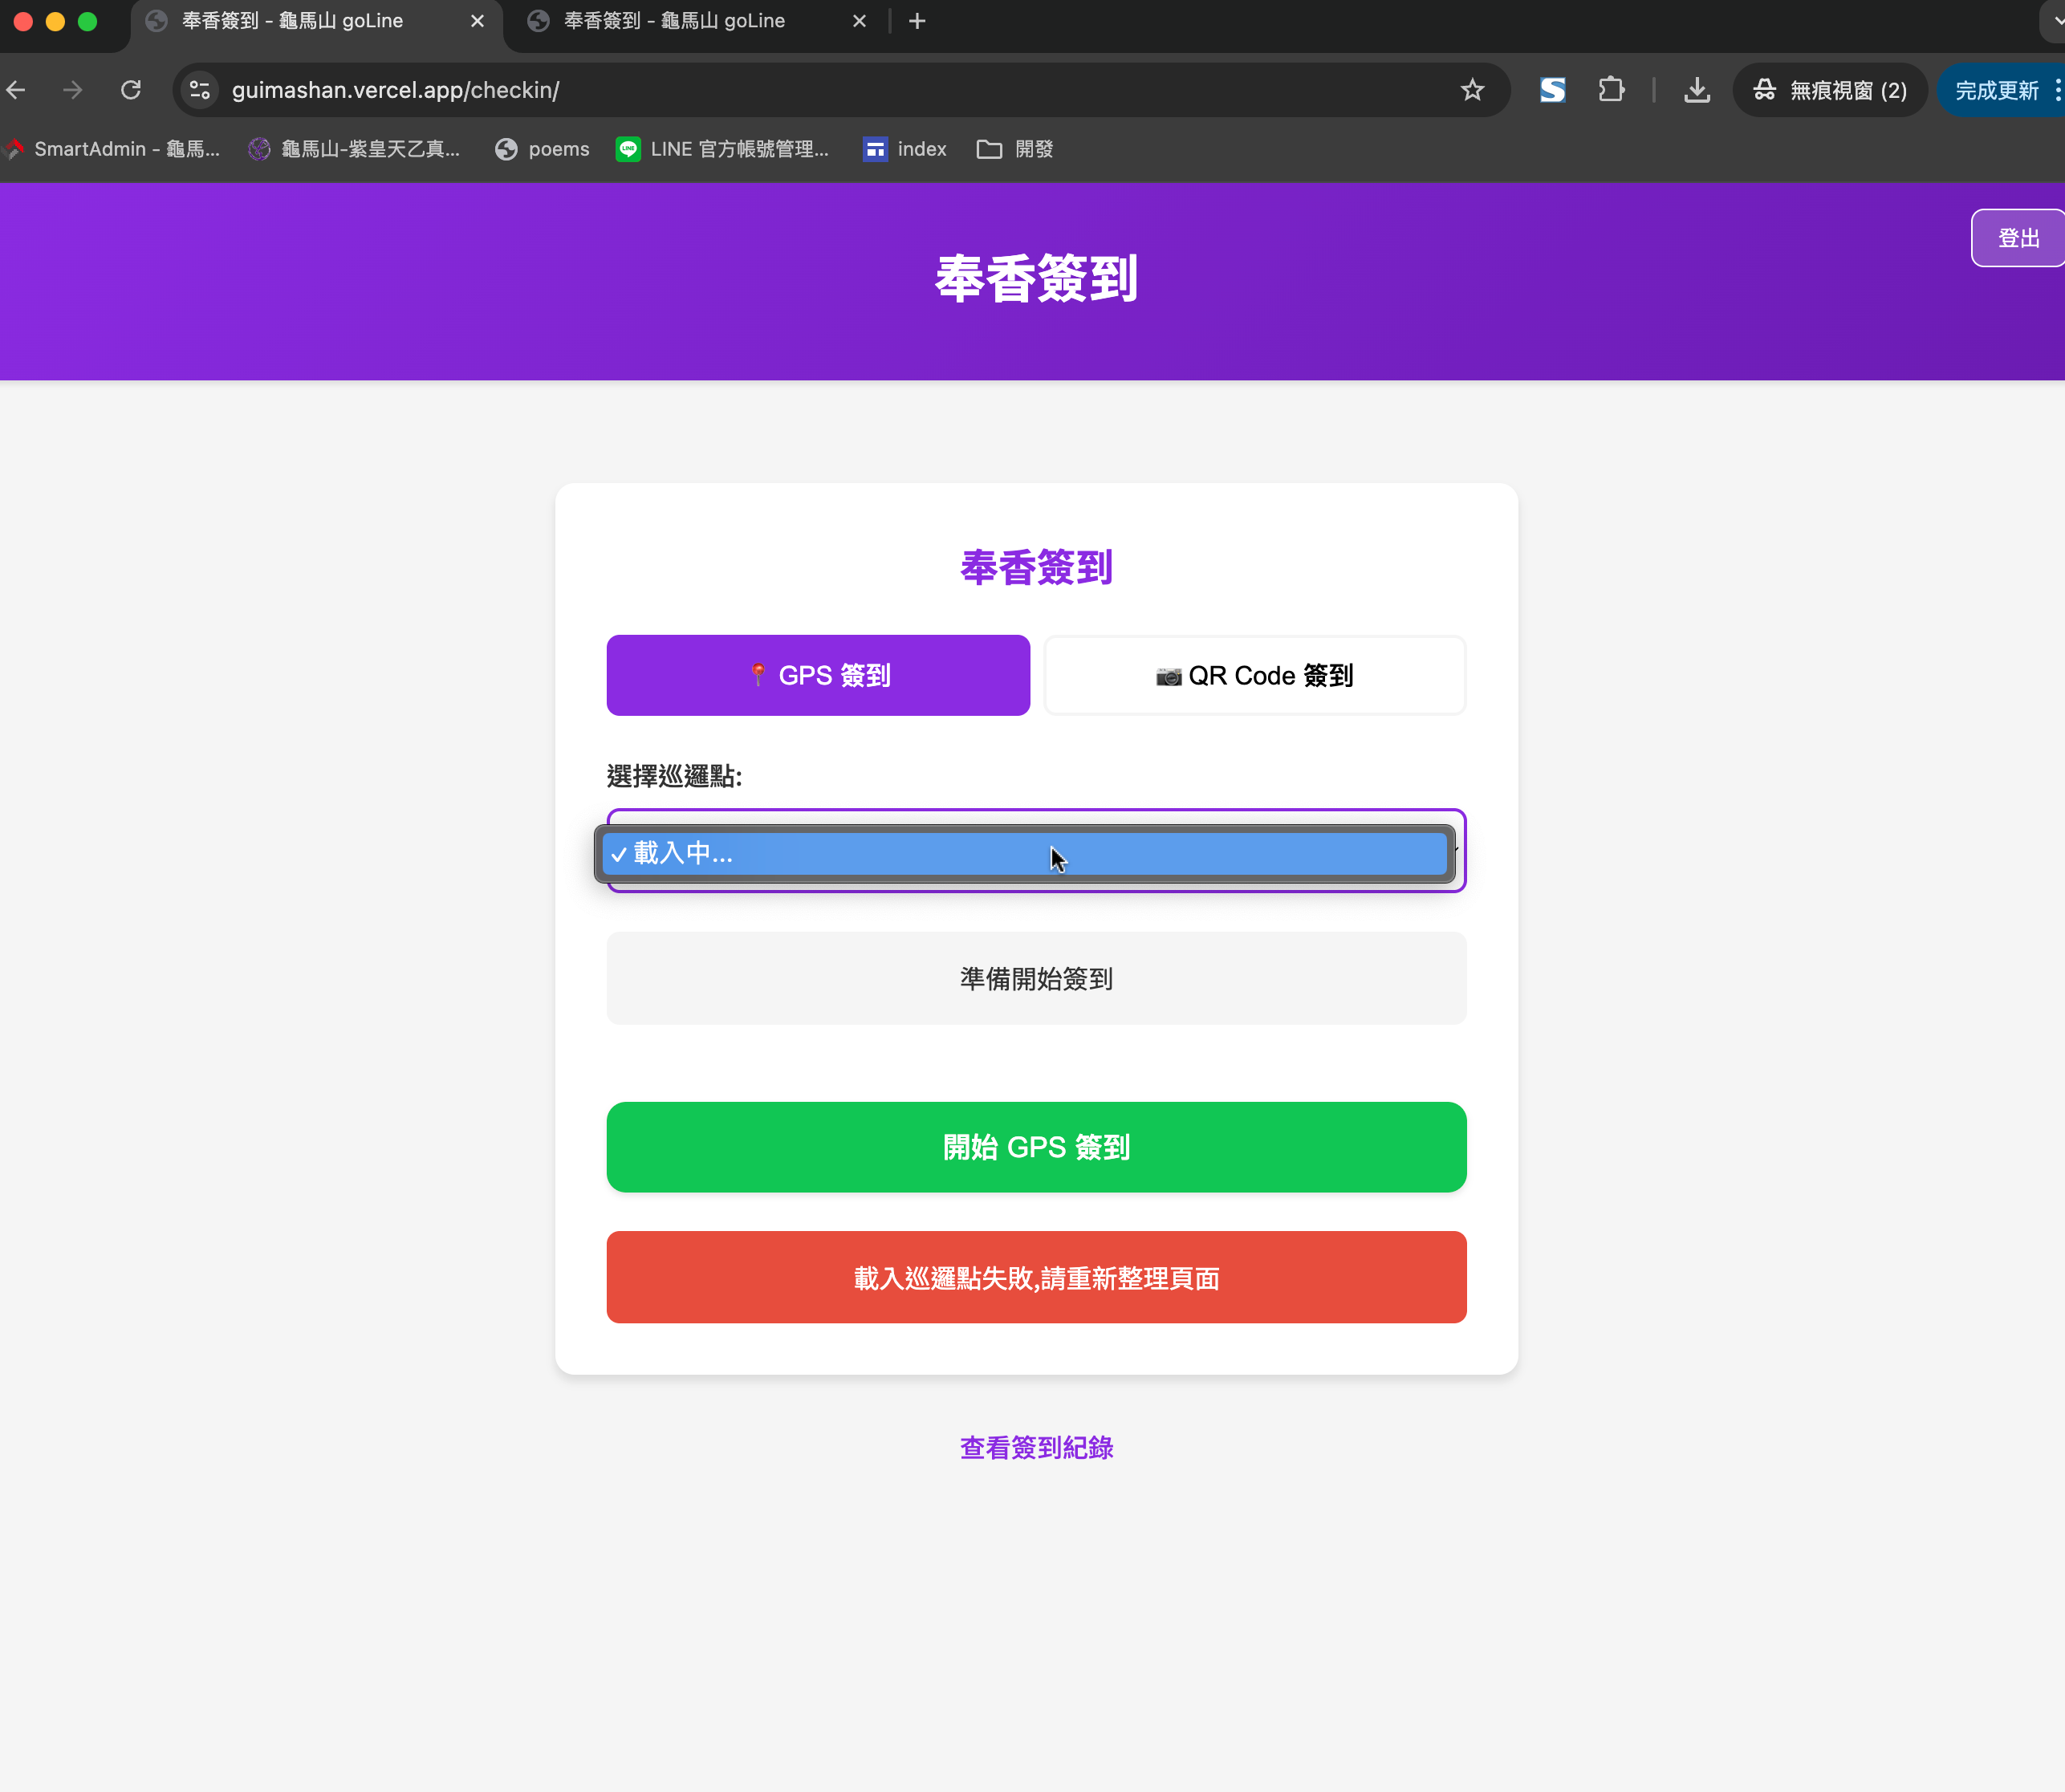 奉香簽到 - 龜馬山 goLine
奉香簽到 - 龜馬山 goLine
guimashan.vercel.app/checkin/
無痕視窗 (2)
完成更新
SmartAdmin - 龜馬...
龜馬山-紫皇天乙真...
poems
LINE 官方帳號管理...
index
開發
登出
奉香簽到
奉香簽到
📍 GPS 簽到
📷 QR Code 簽到
選擇巡邏點:
✓ 載入中...
準備開始簽到
開始 GPS 簽到
載入巡邏點失敗,請重新整理頁面
查看簽到紀錄